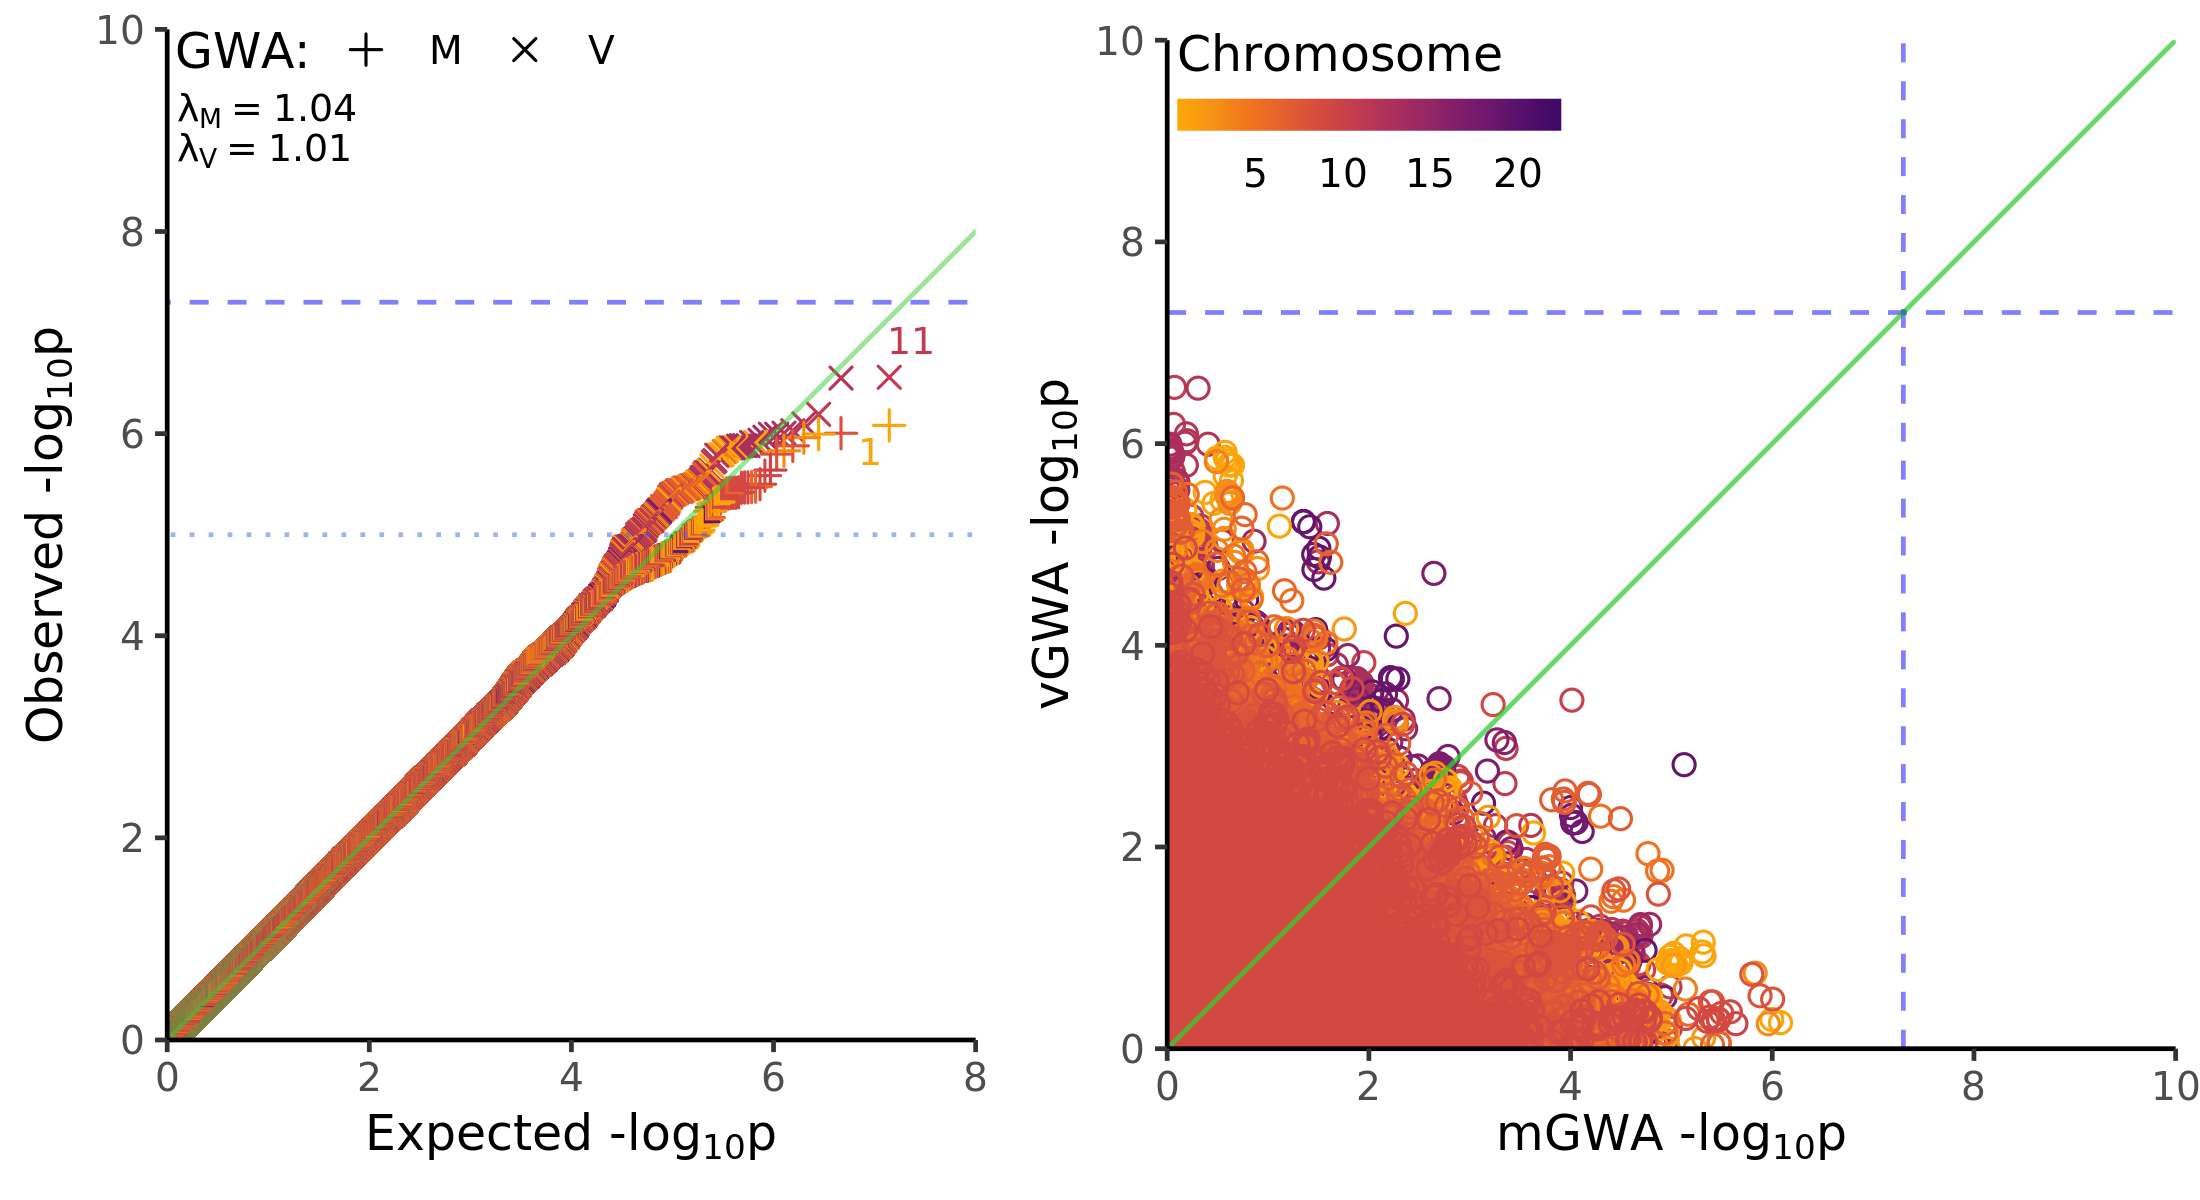 GWA: + M × V
λM = 1.04
λV = 1.01
10
8
6
4
2
0
11
1
0 2 4 6 8
Observed -log10p
Expected -log10p
Chromosome
5 10 15 20
10
8
6
4
2
0
0 2 4 6 8 10
vGWA -log10p
mGWA -log10p